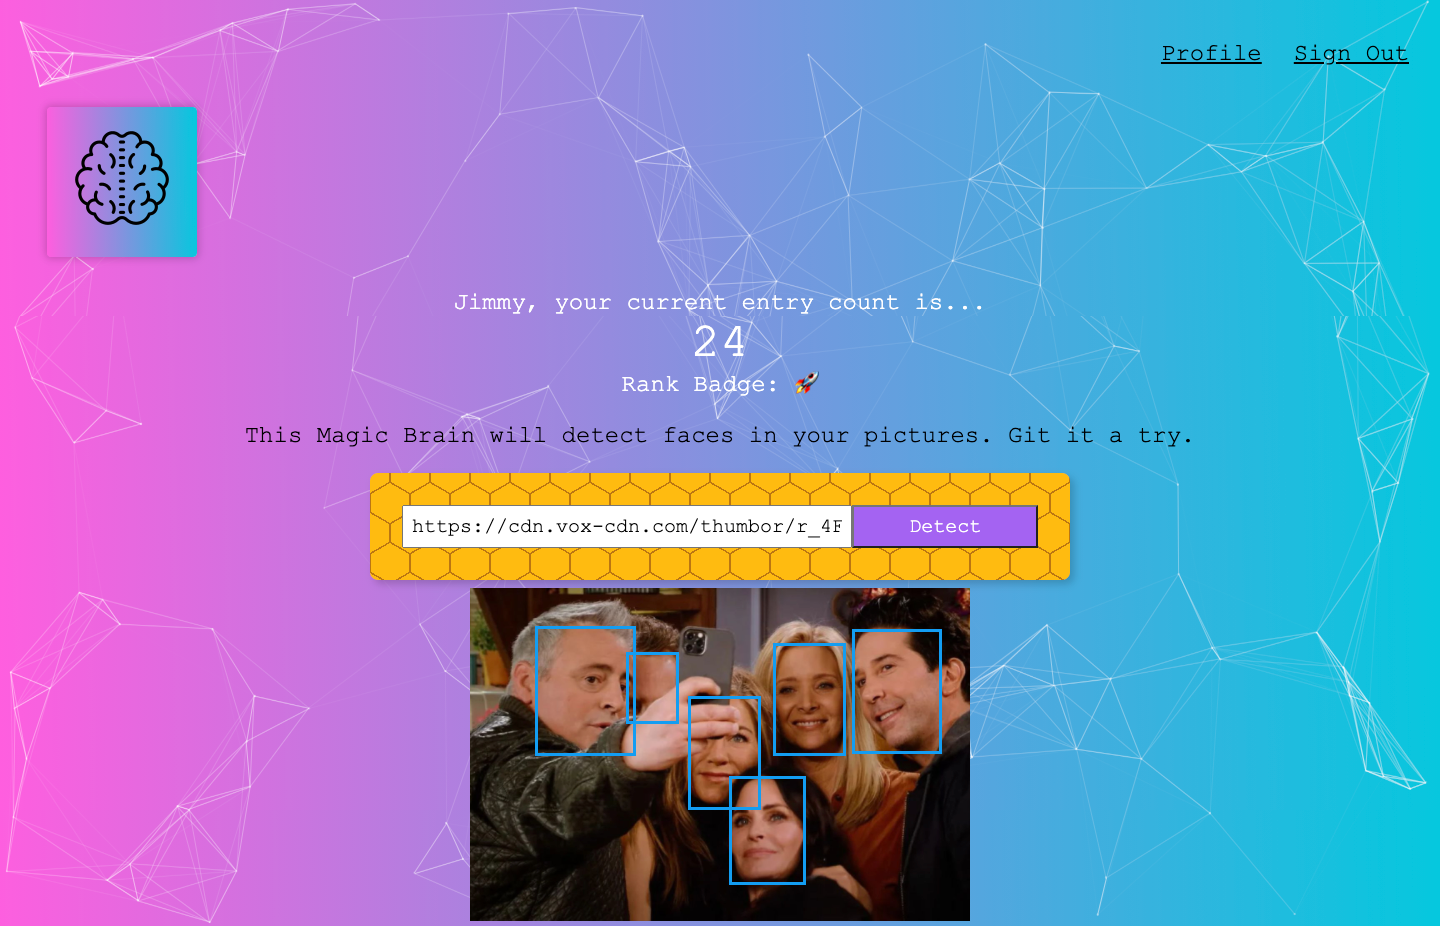 Profile Sign Out
Jimmy, your current entry count is...
24
Rank Badge: 🚀
This Magic Brain will detect faces in your pictures. Git it a try.
https://cdn.vox-cdn.com/thumbor/r_4F Detect